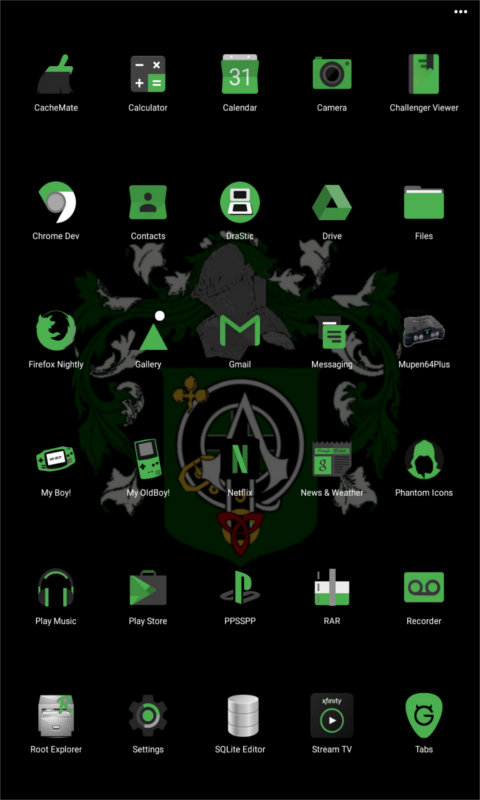 CacheMate
Calculator
31
Calendar
Camera
Challenger Viewer
Chrome Dev
Contacts
DraStic
Drive
Files
Firefox Nightly
Gallery
Gmail
Messaging
Mupen64Plus
My Boy!
My OldBoy!
N
Netflix
g
News & Weather
Phantom Icons
Play Music
Play Store
PPSSPP
RAR
Recorder
R
Root Explorer
Settings
SQLite Editor
xfinity
Stream TV
G
Tabs